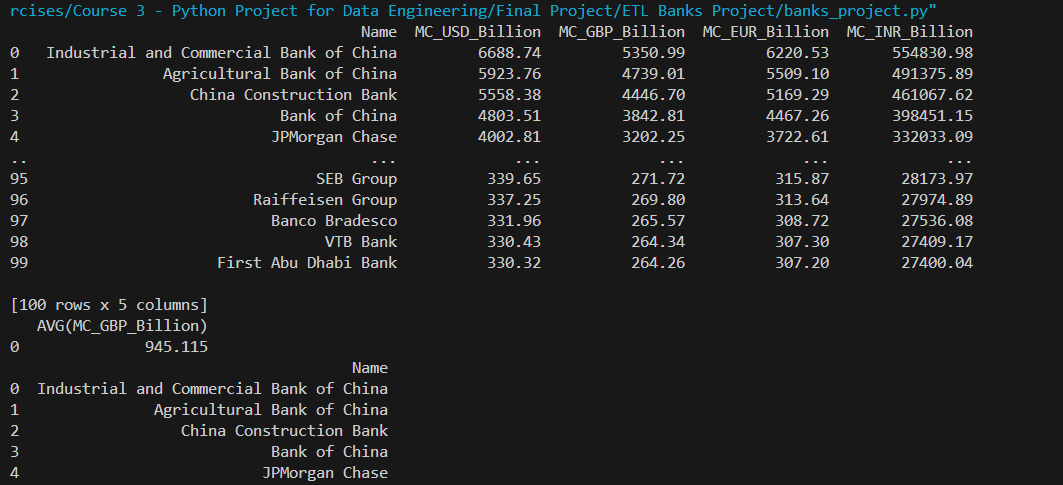 rcises/Course 3 - Python Project for Data Engineering/Final Project/ETL Banks Project/banks_project.py"
Name MC_USD_Billion MC_GBP_Billion MC_EUR_Billion MC_INR_Billion
0 Industrial and Commercial Bank of China 6688.74 5350.99 6220.53 554830.98
1 Agricultural Bank of China 5923.76 4739.01 5509.10 491375.89
2 China Construction Bank 5558.38 4446.70 5169.29 461067.62
3 Bank of China 4803.51 3842.81 4467.26 398451.15
4 JPMorgan Chase 4002.81 3202.25 3722.61 332033.09
.. ... ... ... ... ...
95 SEB Group 339.65 271.72 315.87 28173.97
96 Raiffeisen Group 337.25 269.80 313.64 27974.89
97 Banco Bradesco 331.96 265.57 308.72 27536.08
98 VTB Bank 330.43 264.34 307.30 27409.17
99 First Abu Dhabi Bank 330.32 264.26 307.20 27400.04
[100 rows x 5 columns]
AVG(MC_GBP_Billion)
0 945.115
Name
0 Industrial and Commercial Bank of China
1 Agricultural Bank of China
2 China Construction Bank
3 Bank of China
4 JPMorgan Chase